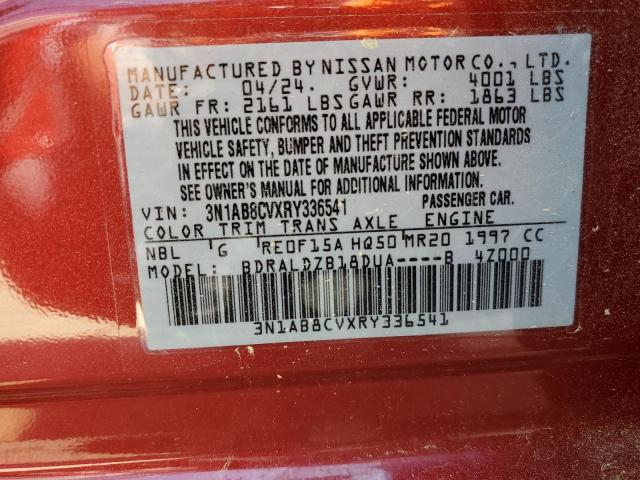 MANUFACTURED BY NISSAN MOTOR CO., LTD.
DATE: 04/24. GVWR: 4001 LBS
GAWR FR: 2161 LBS GAWR RR: 1863 LBS
THIS VEHICLE CONFORMS TO ALL APPLICABLE FEDERAL MOTOR
VEHICLE SAFETY, BUMPER AND THEFT PREVENTION STANDARDS
IN EFFECT ON THE DATE OF MANUFACTURE SHOWN ABOVE.
SEE OWNER'S MANUAL FOR ADDITIONAL INFORMATION.
VIN: 3N1AB8CVXRY336541 PASSENGER CAR.
COLOR TRIM TRANS AXLE ENGINE
NBL G RE0F15A HQ50 MR20 1997 CC
MODEL: BDRALDZB18DUA----B 4Z000
3N1AB8CVXRY336541